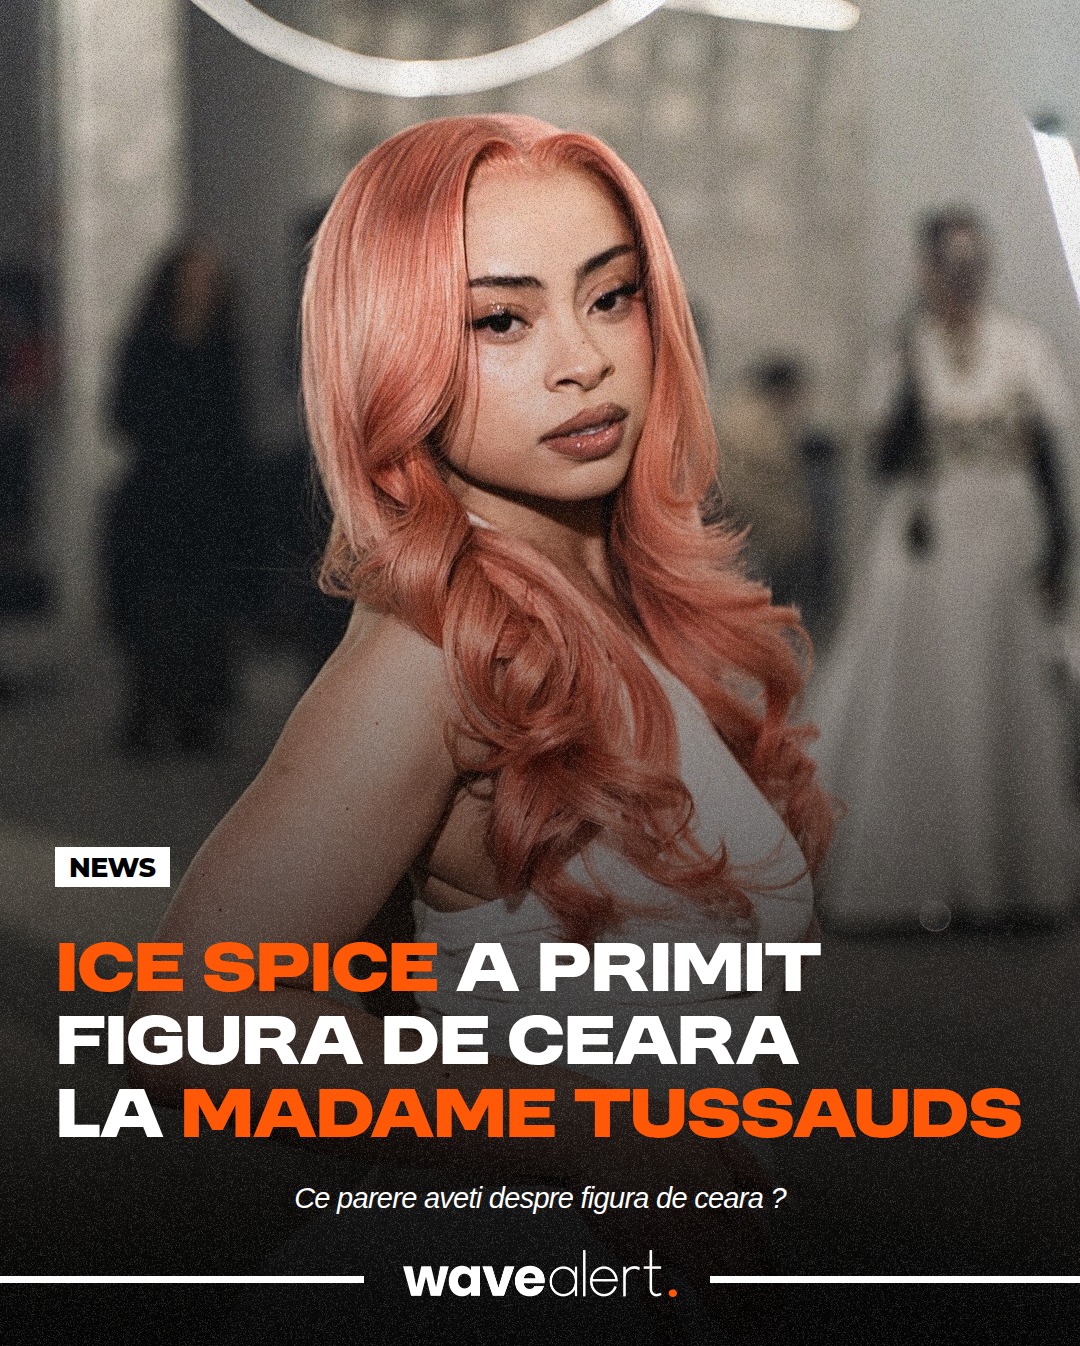 NEWS
ICE SPICE A PRIMIT
FIGURA DE CEARA
LA MADAME TUSSAUDS
Ce parere aveti despre figura de ceara ?
wavealert.